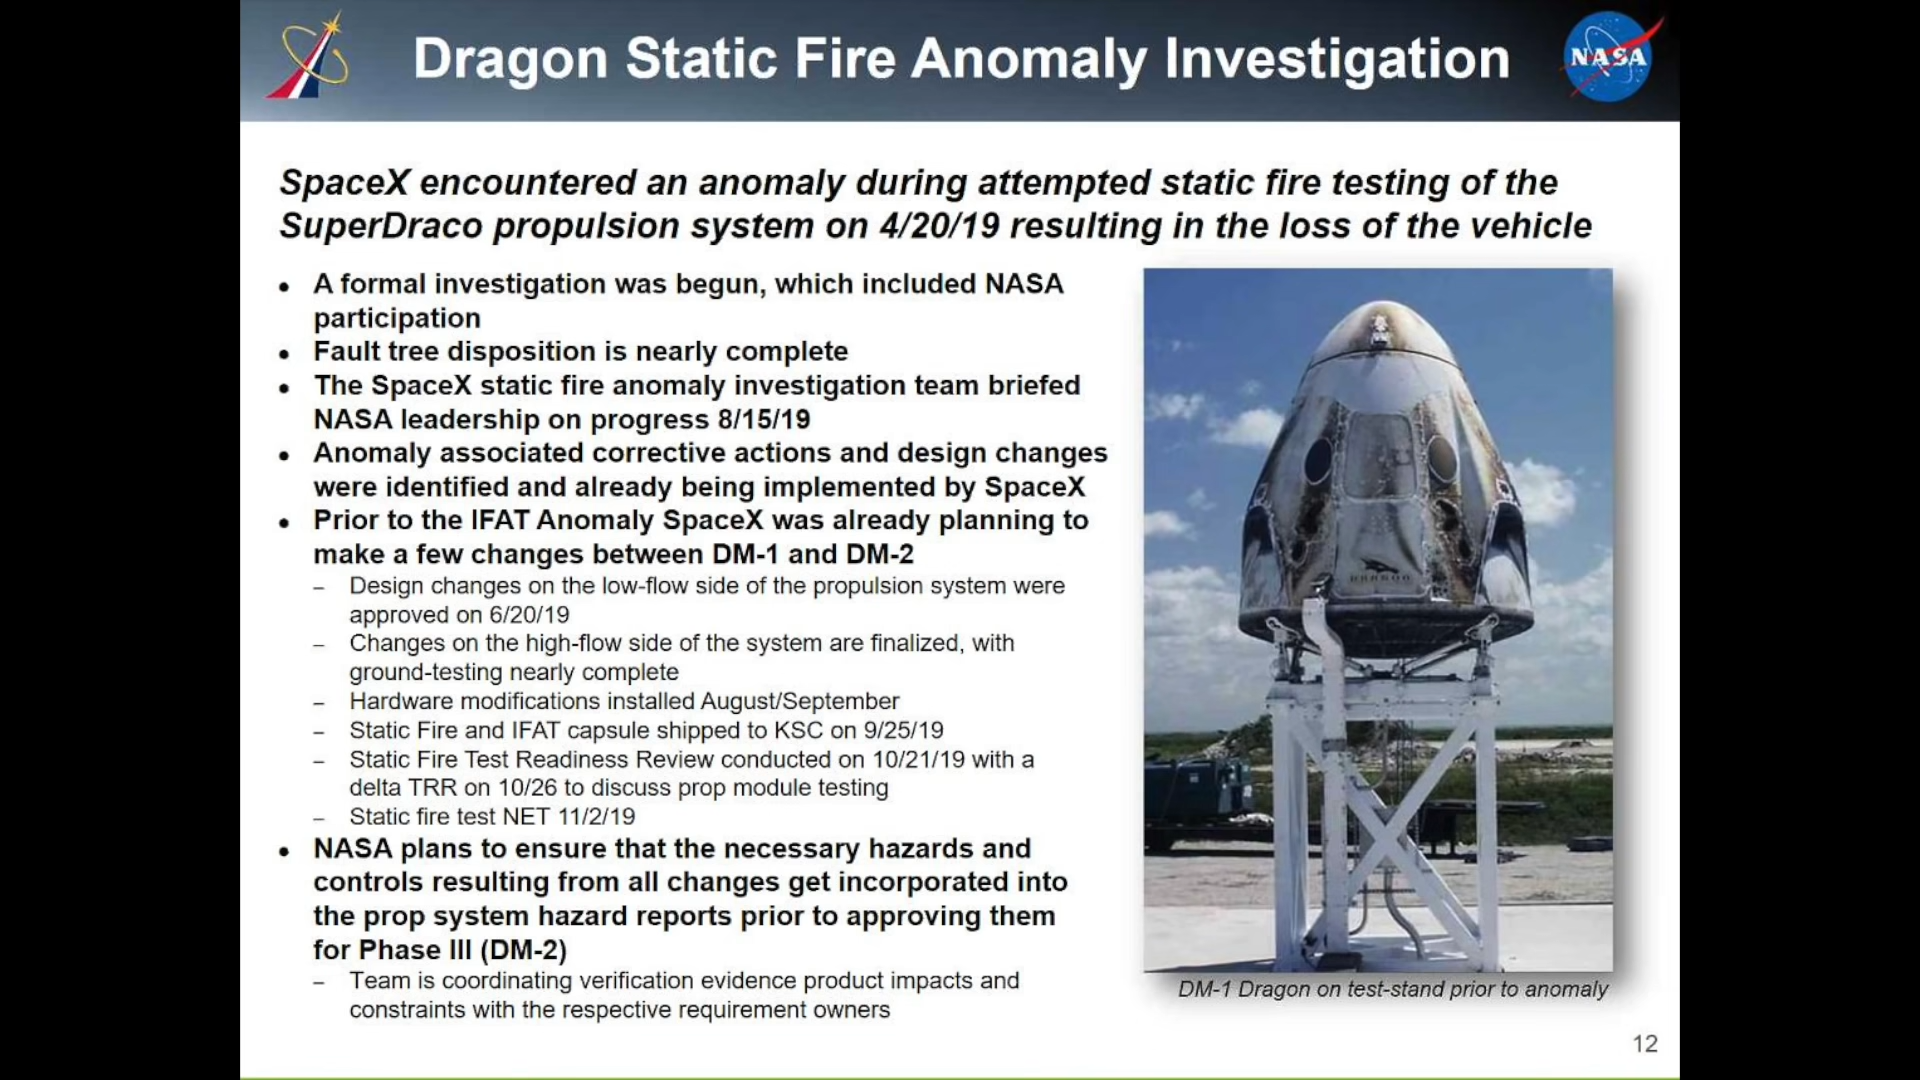 Dragon Static Fire Anomaly Investigation
NASA
SpaceX encountered an anomaly during attempted static fire testing of the
SuperDraco propulsion system on 4/20/19 resulting in the loss of the vehicle
• A formal investigation was begun, which included NASA
participation
• Fault tree disposition is nearly complete
• The SpaceX static fire anomaly investigation team briefed
NASA leadership on progress 8/15/19
• Anomaly associated corrective actions and design changes
were identified and already being implemented by SpaceX
• Prior to the IFAT Anomaly SpaceX was already planning to
make a few changes between DM-1 and DM-2
– Design changes on the low-flow side of the propulsion system were
approved on 6/20/19
– Changes on the high-flow side of the system are finalized, with
ground-testing nearly complete
– Hardware modifications installed August/September
– Static Fire and IFAT capsule shipped to KSC on 9/25/19
– Static Fire Test Readiness Review conducted on 10/21/19 with a
delta TRR on 10/26 to discuss prop module testing
– Static fire test NET 11/2/19
• NASA plans to ensure that the necessary hazards and
controls resulting from all changes get incorporated into
the prop system hazard reports prior to approving them
for Phase III (DM-2)
– Team is coordinating verification evidence product impacts and
constraints with the respective requirement owners
DRAGON
DM-1 Dragon on test-stand prior to anomaly
12